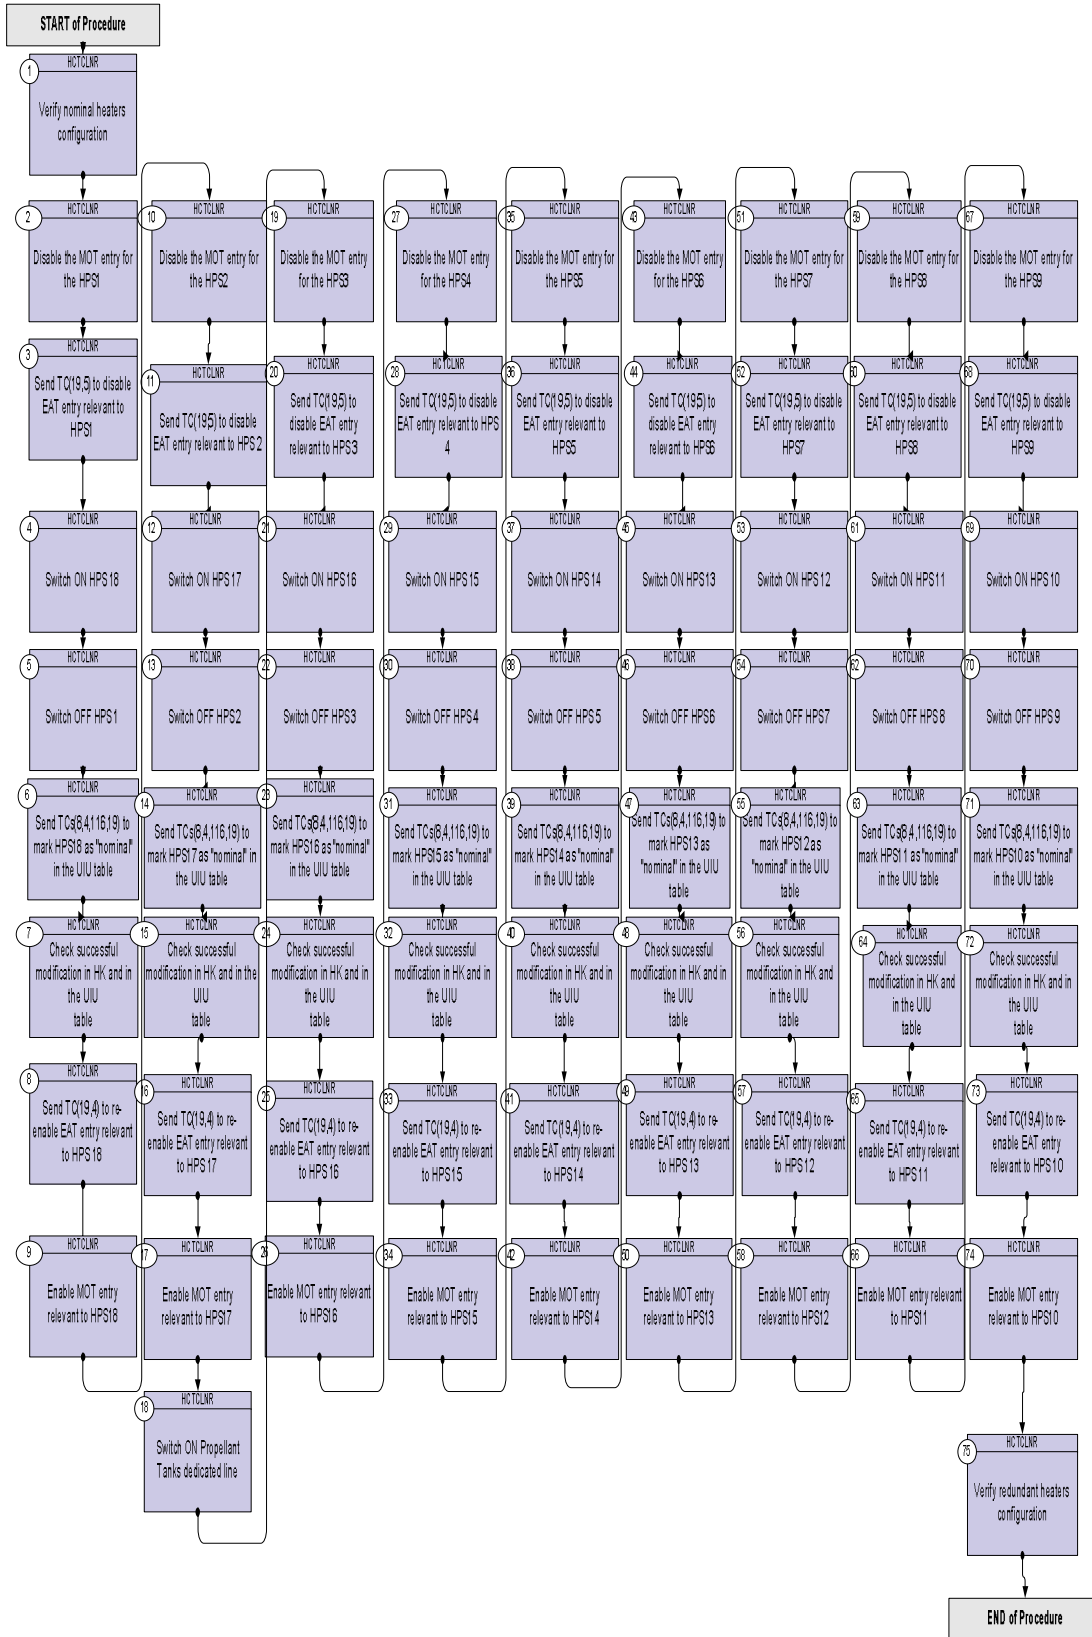 START of Procedure
1
HCTCLNR
Verify nominal heaters
configuration
2
HCTCLNR
Disable the MOT entry for
the HPS1
3
HCTCLNR
Send TC(19,5) to disable
EAT entry relevant to
HPS1
4
HCTCLNR
Switch ON HPS18
5
HCTCLNR
Switch OFF HPS1
6
HCTCLNR
Send TCs(8,4,116,19) to
mark HPS18 as "nominal"
in the UIU table
7
HCTCLNR
Check successful
modification in HK and in
the UIU
table
8
HCTCLNR
Send TC(19,4) to re-
enable EAT entry relevant
to HPS18
9
HCTCLNR
Enable MOT entry
relevant to HPS18
10
HCTCLNR
Disable the MOT entry for
the HPS2
11
HCTCLNR
Send TC(19,5) to disable
EAT entry relevant to HPS 2
12
HCTCLNR
Switch ON HPS17
13
HCTCLNR
Switch OFF HPS2
14
HCTCLNR
Send TCs(8,4,116,19) to
mark HPS17 as "nominal" in
the UIU table
15
HCTCLNR
Check successful
modification in HK and in the
UIU
table
16
HCTCLNR
Send TC(19,4) to re-
enable EAT entry relevant
to HPS17
17
HCTCLNR
Enable MOT entry
relevant to HPS17
18
HCTCLNR
Switch ON Propellant
Tanks dedicated line
19
HCTCLNR
Disable the MOT entry
for the HPS3
20
HCTCLNR
Send TC(19,5) to
disable EAT entry
relevant to HPS3
21
HCTCLNR
Switch ON HPS16
22
HCTCLNR
Switch OFF HPS3
23
HCTCLNR
Send TCs(8,4,116,19) to
mark HPS16 as "nominal"
in the UIU table
24
HCTCLNR
Check successful
modification in HK and in
the UIU
table
25
HCTCLNR
Send TC(19,4) to re-
enable EAT entry relevant
to HPS16
26
HCTCLNR
Enable MOT entry relevant
to HPS16
27
HCTCLNR
Disable the MOT entry
for the HPS4
28
HCTCLNR
Send TC(19,5) to disable
EAT entry relevant to HPS
4
29
HCTCLNR
Switch ON HPS15
30
HCTCLNR
Switch OFF HPS4
31
HCTCLNR
Send TCs(8,4,116,19) to
mark HPS15 as "nominal"
in the UIU table
32
HCTCLNR
Check successful
modification in HK and in
the UIU
table
33
HCTCLNR
Send TC(19,4) to re-
enable EAT entry relevant
to HPS15
34
HCTCLNR
Enable MOT entry
relevant to HPS15
35
HCTCLNR
Disable the MOT entry for
the HPS5
36
HCTCLNR
Send TC(19,5) to disable
EAT entry relevant to
HPS5
37
HCTCLNR
Switch ON HPS14
38
HCTCLNR
Switch OFF HPS5
39
HCTCLNR
Send TCs(8,4,116,19) to
mark HPS14 as "nominal"
in the UIU table
40
HCTCLNR
Check successful
modification in HK and in
the UIU
table
41
HCTCLNR
Send TC(19,4) to re-
enable EAT entry relevant
to HPS14
42
HCTCLNR
Enable MOT entry
relevant to HPS14
43
HCTCLNR
Disable the MOT entry
for the HPS6
44
HCTCLNR
Send TC(19,5) to
disable EAT entry
relevant to HPS6
45
HCTCLNR
Switch ON HPS13
46
HCTCLNR
Switch OFF HPS6
47
HCTCLNR
Send TCs(8,4,116,19) to
mark HPS13 as
"nominal" in the UIU
table
48
HCTCLNR
Check successful
modification in HK and in
the UIU
table
49
HCTCLNR
Send TC(19,4) to re-
enable EAT entry relevant
to HPS13
50
HCTCLNR
Enable MOT entry
relevant to HPS13
51
HCTCLNR
Disable the MOT entry for
the HPS7
52
HCTCLNR
Send TC(19,5) to disable
EAT entry relevant to
HPS7
53
HCTCLNR
Switch ON HPS12
54
HCTCLNR
Switch OFF HPS7
55
HCTCLNR
Send TCs(8,4,116,19) to
mark HPS12 as
"nominal" in the UIU
table
56
HCTCLNR
Check successful
modification in HK and
in the UIU
table
57
HCTCLNR
Send TC(19,4) to re-
enable EAT entry relevant
to HPS12
58
HCTCLNR
Enable MOT entry
relevant to HPS12
59
HCTCLNR
Disable the MOT entry for
the HPS8
60
HCTCLNR
Send TC(19,5) to disable
EAT entry relevant to
HPS8
61
HCTCLNR
Switch ON HPS11
62
HCTCLNR
Switch OFF HPS8
63
HCTCLNR
Send TCs(8,4,116,19) to
mark HPS11 as "nominal"
in the UIU table
64
HCTCLNR
Check successful
modification in HK and
in the UIU
table
65
HCTCLNR
Send TC(19,4) to re-
enable EAT entry relevant
to HPS11
66
HCTCLNR
Enable MOT entry relevant
to HPS11
67
HCTCLNR
Disable the MOT entry for
the HPS9
68
HCTCLNR
Send TC(19,5) to disable
EAT entry relevant to
HPS9
69
HCTCLNR
Switch ON HPS10
70
HCTCLNR
Switch OFF HPS9
71
HCTCLNR
Send TCs(8,4,116,19) to
mark HPS10 as "nominal"
in the UIU table
72
HCTCLNR
Check successful
modification in HK and in
the UIU
table
73
HCTCLNR
Send TC(19,4) to re-
enable EAT entry
relevant to HPS10
74
HCTCLNR
Enable MOT entry
relevant to HPS10
75
HCTCLNR
Verify redundant heaters
configuration
END of Procedure